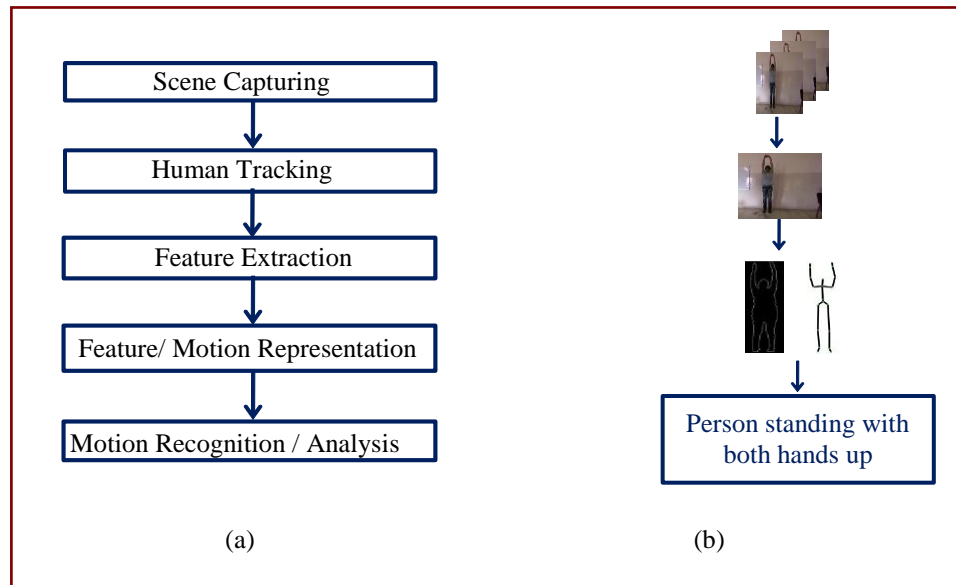 Scene Capturing
Human Tracking
Feature Extraction
Feature/ Motion Representation
Motion Recognition / Analysis
(a)
Person standing with
both hands up
(b)